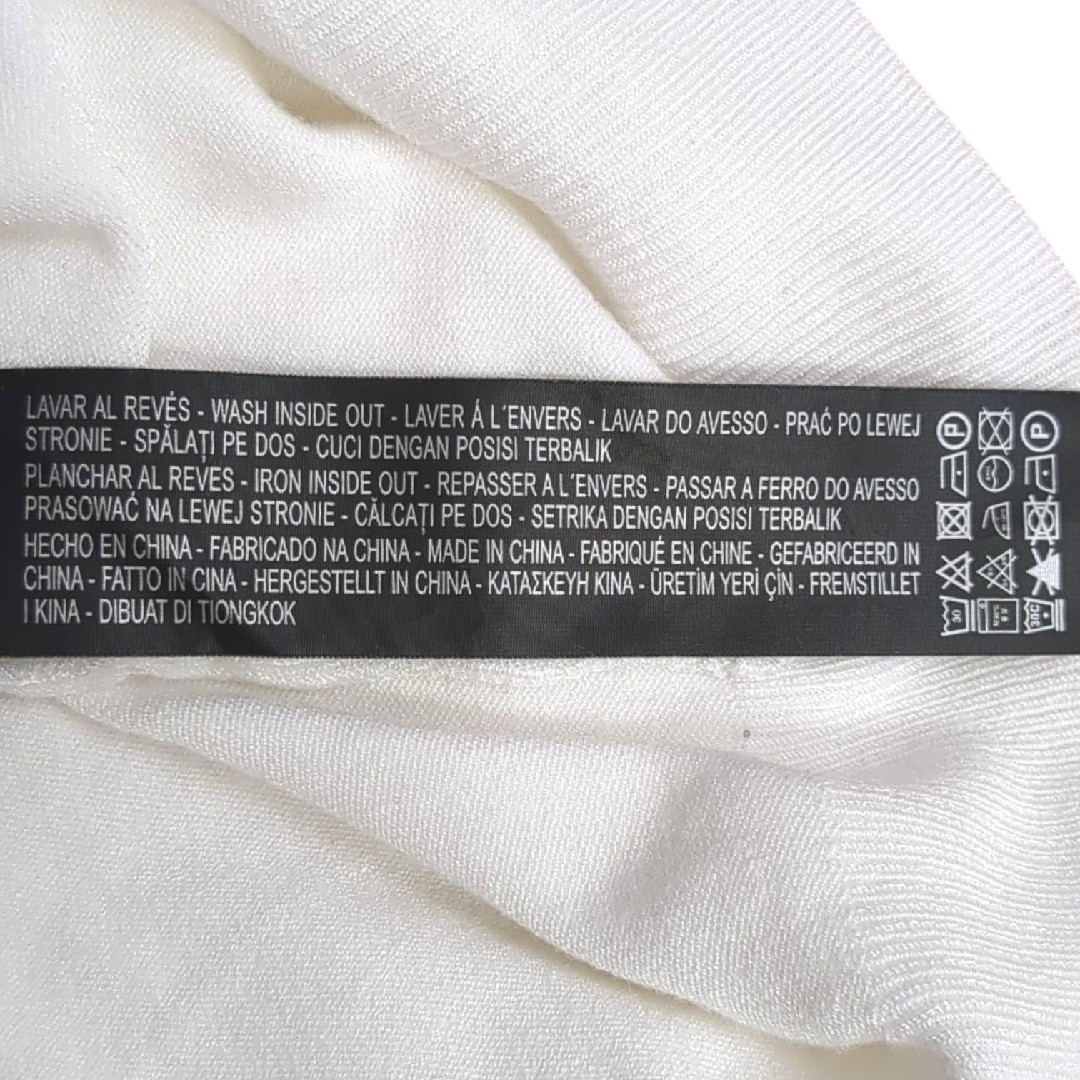 LAVAR AL REVÉS - WASH INSIDE OUT - LAVER Á L´ENVERS - LAVAR DO AVESSO - PRAĆ PO LEWEJ
STRONIE - SPĂLAȚI PE DOS - CUCI DENGAN POSISI TERBALIK
PLANCHAR AL REVES - IRON INSIDE OUT - REPASSER A L´ENVERS - PASSAR A FERRO DO AVESSO
PRASOWAĆ NA LEWEJ STRONIE - CĂLCAȚI PE DOS - SETRIKA DENGAN POSISI TERBALIK
HECHO EN CHINA - FABRICADO NA CHINA - MADE IN CHINA - FABRIQUÉ EN CHINE - GEFABRICEERD IN
CHINA - FATTO IN CINA - HERGESTELLT IN CHINA - ΚΑΤΑΣΚΕΥΗ ΚΙΝΑ - ÜRETİM YERİ ÇİN - FREMSTILLET
I KINA - DIBUAT DI TIONGKOK
P P
30 30C